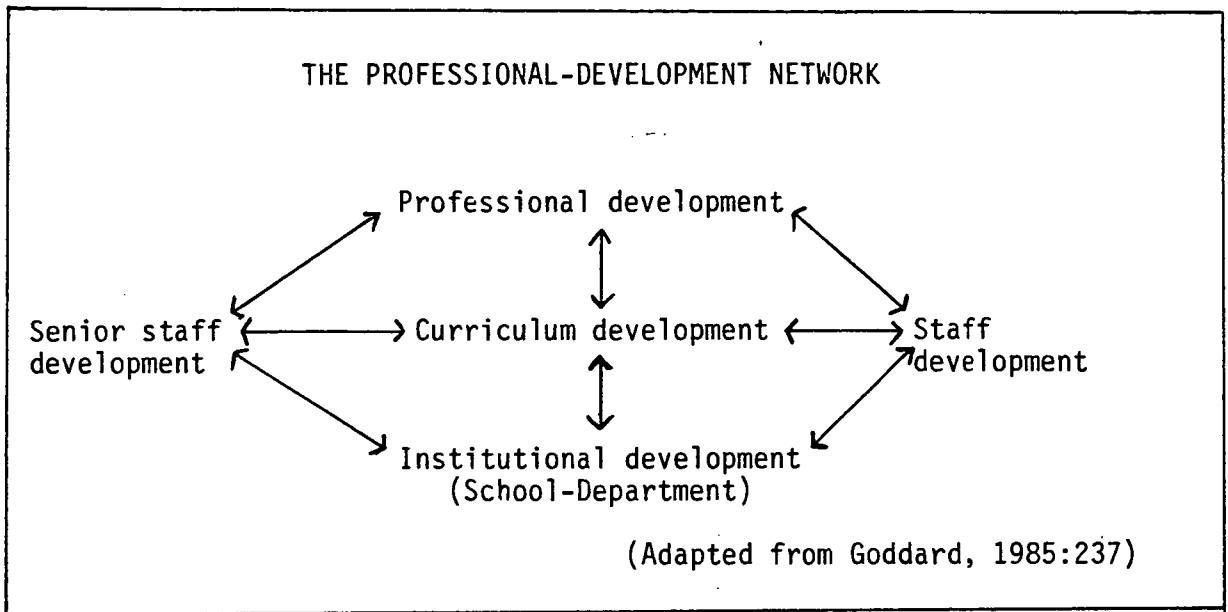 THE PROFESSIONAL-DEVELOPMENT NETWORK
Professional development
Senior staff
development
Curriculum development
Staff
development
Institutional development
(School-Department)
(Adapted from Goddard, 1985:237)